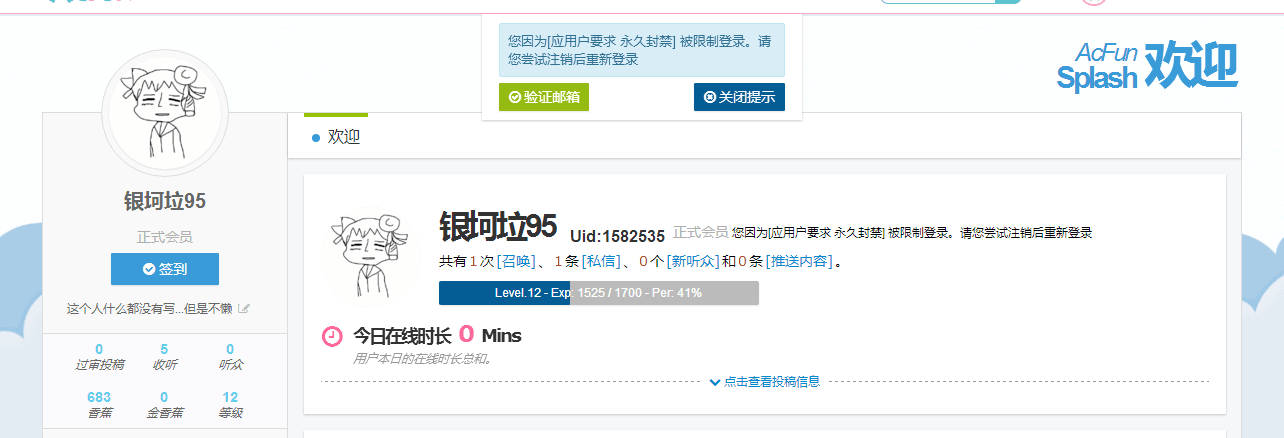 您因为[应用户要求 永久封禁] 被限制登录。请
您尝试注销后重新登录
验证邮箱
关闭提示
AcFun
Splash 欢迎
欢迎
银坷垃95
正式会员
签到
这个人什么都没有写...但是不懒
0 5 0
过审投稿 收听 听众
683 0 12
香蕉 金香蕉 等级
银坷垃95 Uid:1582535 正式会员 您因为[应用户要求 永久封禁] 被限制登录。请您尝试注销后重新登录
共有 1 次 [召唤] 、 1 条 [私信] 、 0 个 [新听众] 和 0 条 [推送内容] 。
Level.12 - Exp: 1525 / 1700 - Per: 41%
今日在线时长 0 Mins
用户本日的在线时长总和。
点击查看投稿信息